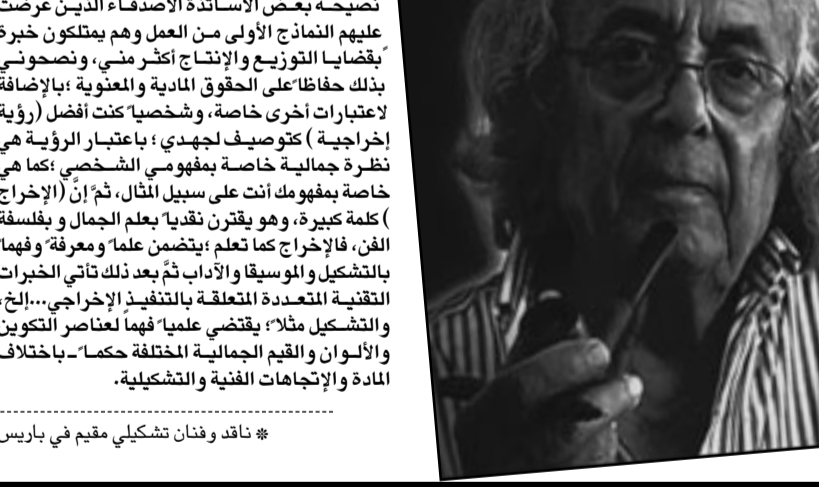 نصيحة بعض الأساتذة الأصدقاء الذين عرضت
عليهم النماذج الأولى من العمل وهم يمتلكون خبرة
ًبقضايا التوزيع والإنتاج أكثر مني، ونصحوني
بذلك حفاظا ًعلى الحقوق المادية والمعنوية ؛بالإضافة
لاعتبارات أخرى خاصة، وشخصيا ًكنت أفضل (رؤية
إخراجية ) كتوصيف لجهدي ؛ باعتبار الرؤية هي
نظرة جمالية خاصة بمفهومي الشخصي ؛كما هي
خاصة بمفهومك أنت على سبيل المثال، ثمَّ إنَّ (الإخراج
) كلمة كبيرة، وهو يقترن نقديا ً بعلم الجمال و بفلسفة
الفن، فالإخراج كما تعلم ؛يتضمن علما ً ومعرفة ً وفهما ً
بالتشكيل والموسيقا والآداب ثمَّ بعد ذلك تأتي الخبرات
التقنية المتعددة المتعلقة بالتنفيذ الإخراجي...إلخ،
والتشكيل مثلا ً؛ يقتضي علميا ً فهماً لعناصر التكوين
والألوان والقيم الجمالية المختلفة حكما ً ـ باختلاف
المادة والإتجاهات الفنية والتشكيلية.
❊ ناقد وفنان تشكيلي مقيم في باريس